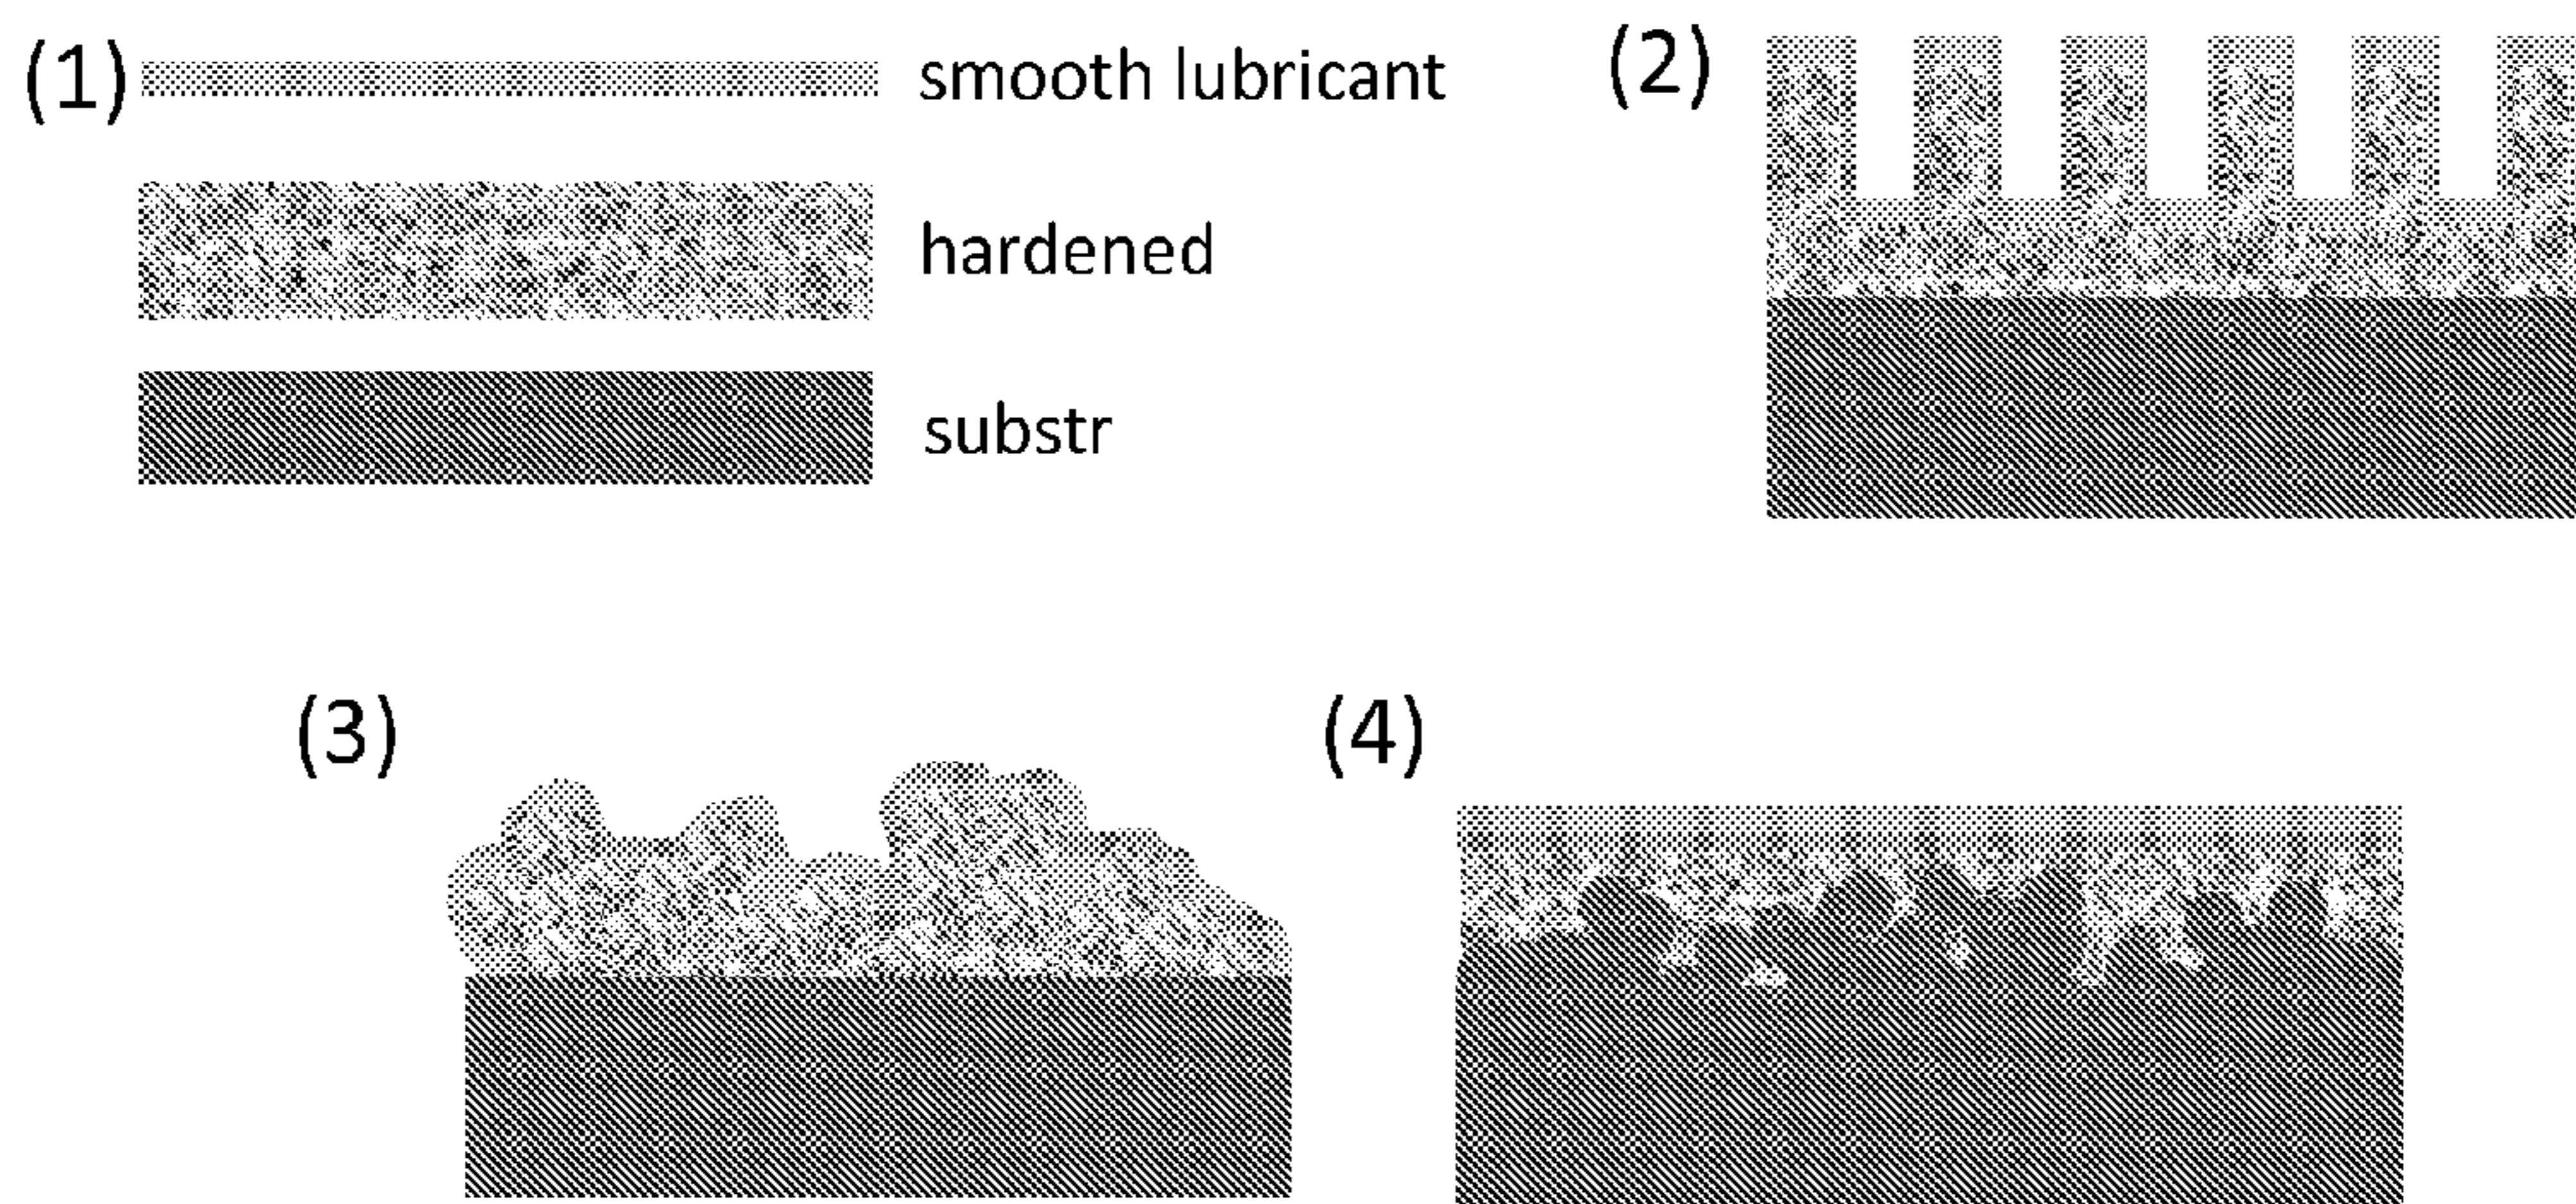 (1)
smooth lubricant
hardened
substr
(2)
(3)
(4)